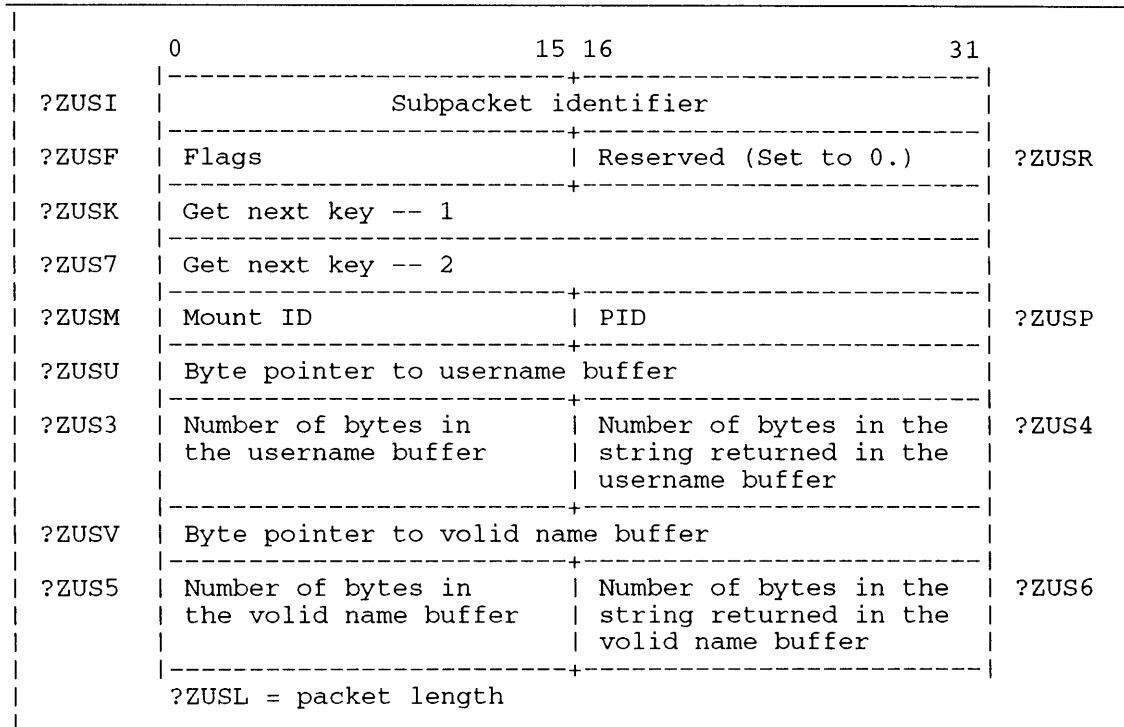 0 15 16 31
?ZUSI Subpacket identifier
?ZUSF Flags Reserved (Set to 0.) ?ZUSR
?ZUSK Get next key -- 1
?ZUS7 Get next key -- 2
?ZUSM Mount ID PID ?ZUSP
?ZUSU Byte pointer to username buffer
?ZUS3 Number of bytes in Number of bytes in the ?ZUS4
the username buffer string returned in the
username buffer
?ZUSV Byte pointer to volid name buffer
?ZUS5 Number of bytes in Number of bytes in the ?ZUS6
the volid name buffer string returned in the
volid name buffer
?ZUSL = packet length